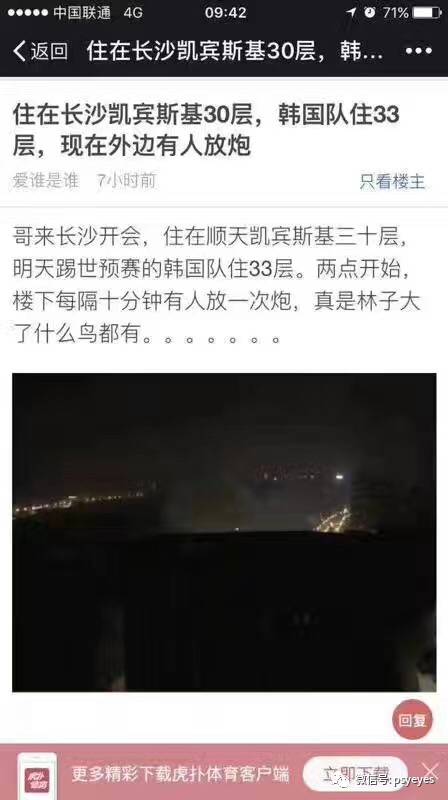 中国联通 4G 09:42 71%
返回 住在长沙凯宾斯基30层，韩...
住在长沙凯宾斯基30层，韩国队住33
层，现在外边有人放炮
爱谁是谁 7小时前 只看楼主
哥来长沙开会，住在顺天凯宾斯基三十层，
明天踢世预赛的韩国队住33层。两点开始，
楼下每隔十分钟有人放一次炮，真是林子大
了什么鸟都有。。。。。。。
回复
虎扑体育 更多精彩下载虎扑体育客户端 立即下载
微信号: psyeyes